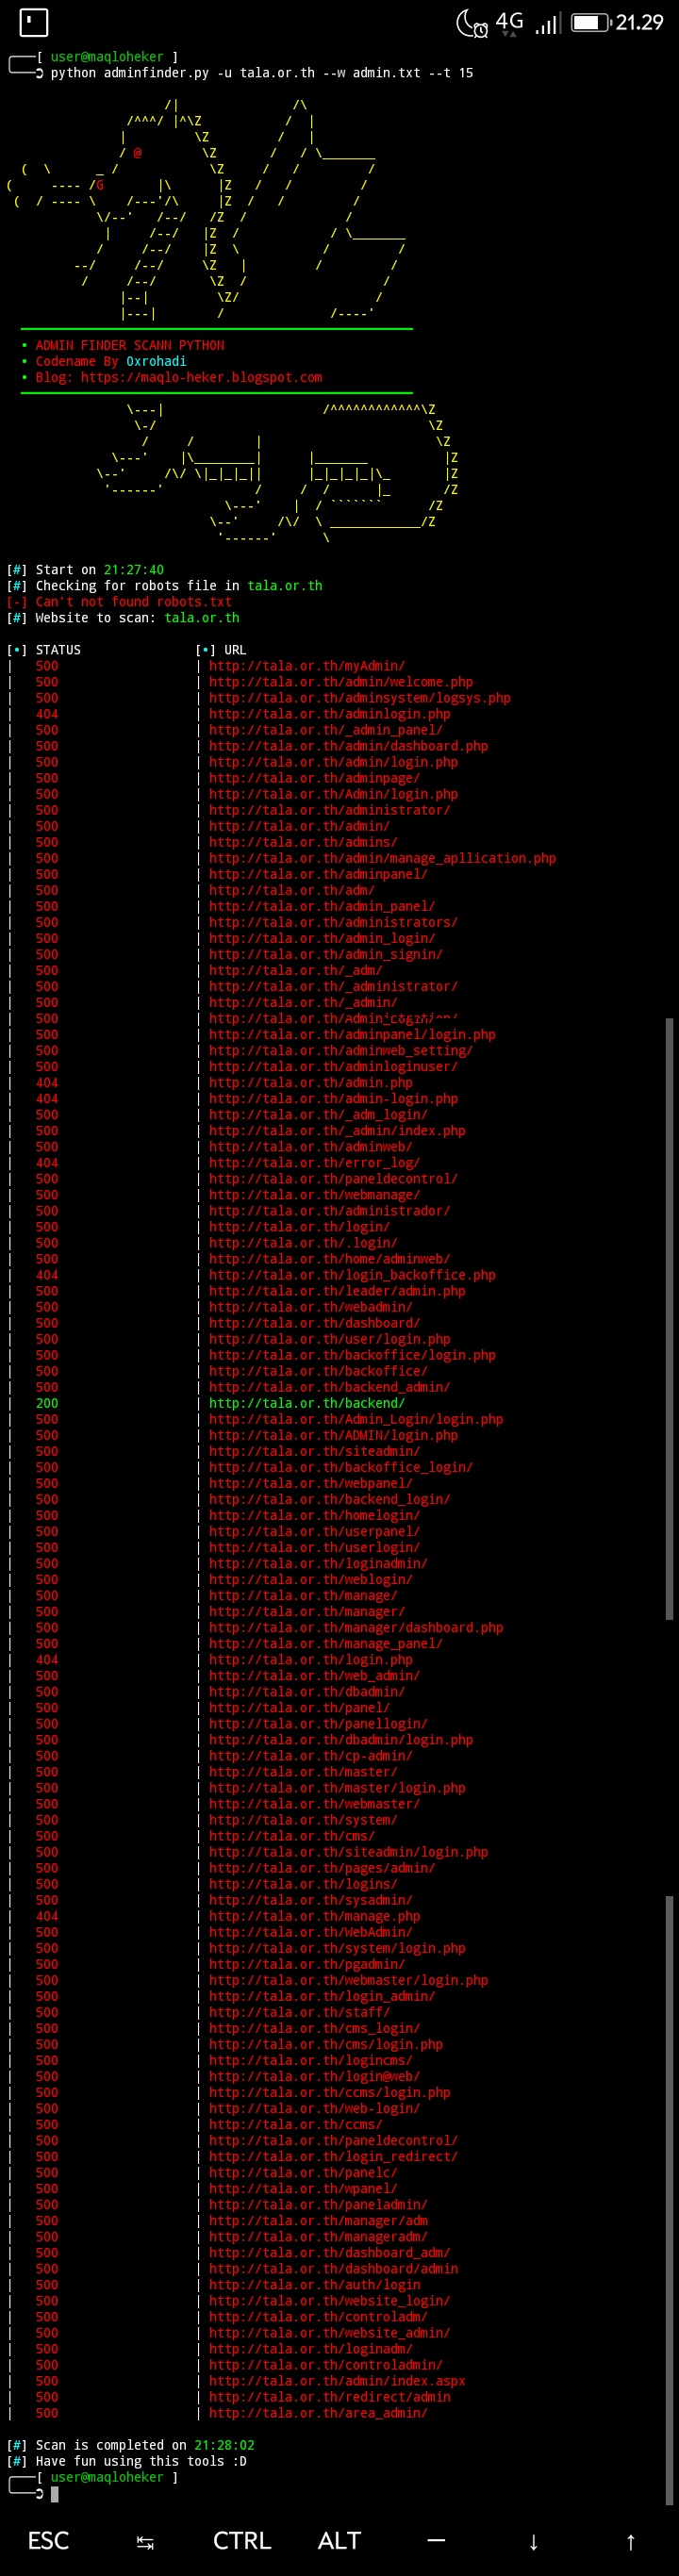 4G 21.29
[ user@maqloheker ]
python adminfinder.py -u tala.or.th --w admin.txt --t 15
• ADMIN FINDER SCANN PYTHON
• Codename By Oxrohadi
• Blog: https://maqlo-heker.blogspot.com
[#] Start on 21:27:40
[#] Checking for robots file in tala.or.th
[-] Can't not found robots.txt
[#] Website to scan: tala.or.th
[•] STATUS [•] URL
| 500 | http://tala.or.th/myAdmin/
| 500 | http://tala.or.th/admin/welcome.php
| 500 | http://tala.or.th/adminsystem/logsys.php
| 404 | http://tala.or.th/adminlogin.php
| 500 | http://tala.or.th/_admin_panel/
| 500 | http://tala.or.th/admin/dashboard.php
| 500 | http://tala.or.th/admin/login.php
| 500 | http://tala.or.th/adminpage/
| 500 | http://tala.or.th/Admin/login.php
| 500 | http://tala.or.th/administrator/
| 500 | http://tala.or.th/admin/
| 500 | http://tala.or.th/admins/
| 500 | http://tala.or.th/admin/manage_apllication.php
| 500 | http://tala.or.th/adminpanel/
| 500 | http://tala.or.th/adm/
| 500 | http://tala.or.th/admin_panel/
| 500 | http://tala.or.th/administrators/
| 500 | http://tala.or.th/admin_login/
| 500 | http://tala.or.th/admin_signin/
| 500 | http://tala.or.th/_adm/
| 500 | http://tala.or.th/_administrator/
| 500 | http://tala.or.th/_admin/
| 500 |
| 500 | http://tala.or.th/adminpanel/login.php
| 500 | http://tala.or.th/adminweb_setting/
| 500 | http://tala.or.th/adminloginuser/
| 404 | http://tala.or.th/admin.php
| 404 | http://tala.or.th/admin-login.php
| 500 | http://tala.or.th/_adm_login/
| 500 | http://tala.or.th/_admin/index.php
| 500 | http://tala.or.th/adminweb/
| 404 | http://tala.or.th/error_log/
| 500 | http://tala.or.th/paneldecontrol/
| 500 | http://tala.or.th/webmanage/
| 500 | http://tala.or.th/administrador/
| 500 | http://tala.or.th/login/
| 500 | http://tala.or.th/.login/
| 500 | http://tala.or.th/home/adminweb/
| 404 | http://tala.or.th/login_backoffice.php
| 500 | http://tala.or.th/leader/admin.php
| 500 | http://tala.or.th/webadmin/
| 500 | http://tala.or.th/dashboard/
| 500 | http://tala.or.th/user/login.php
| 500 | http://tala.or.th/backoffice/login.php
| 500 | http://tala.or.th/backoffice/
| 500 | http://tala.or.th/backend_admin/
| 200 | http://tala.or.th/backend/
| 500 | http://tala.or.th/Admin_Login/login.php
| 500 | http://tala.or.th/ADMIN/login.php
| 500 | http://tala.or.th/siteadmin/
| 500 | http://tala.or.th/backoffice_login/
| 500 | http://tala.or.th/webpanel/
| 500 | http://tala.or.th/backend_login/
| 500 | http://tala.or.th/homelogin/
| 500 | http://tala.or.th/userpanel/
| 500 | http://tala.or.th/userlogin/
| 500 | http://tala.or.th/loginadmin/
| 500 | http://tala.or.th/weblogin/
| 500 | http://tala.or.th/manage/
| 500 | http://tala.or.th/manager/
| 500 | http://tala.or.th/manager/dashboard.php
| 500 | http://tala.or.th/manage_panel/
| 404 | http://tala.or.th/login.php
| 500 | http://tala.or.th/web_admin/
| 500 | http://tala.or.th/dbadmin/
| 500 | http://tala.or.th/panel/
| 500 | http://tala.or.th/panellogin/
| 500 | http://tala.or.th/dbadmin/login.php
| 500 | http://tala.or.th/cp-admin/
| 500 | http://tala.or.th/master/
| 500 | http://tala.or.th/master/login.php
| 500 | http://tala.or.th/webmaster/
| 500 | http://tala.or.th/system/
| 500 | http://tala.or.th/cms/
| 500 | http://tala.or.th/siteadmin/login.php
| 500 | http://tala.or.th/pages/admin/
| 500 | http://tala.or.th/logins/
| 500 | http://tala.or.th/sysadmin/
| 404 | http://tala.or.th/manage.php
| 500 | http://tala.or.th/WebAdmin/
| 500 | http://tala.or.th/system/login.php
| 500 | http://tala.or.th/pgadmin/
| 500 | http://tala.or.th/webmaster/login.php
| 500 | http://tala.or.th/login_admin/
| 500 | http://tala.or.th/staff/
| 500 | http://tala.or.th/cms_login/
| 500 | http://tala.or.th/cms/login.php
| 500 | http://tala.or.th/logincms/
| 500 | http://tala.or.th/login@web/
| 500 | http://tala.or.th/ccms/login.php
| 500 | http://tala.or.th/web-login/
| 500 | http://tala.or.th/ccms/
| 500 | http://tala.or.th/paneldecontrol/
| 500 | http://tala.or.th/login_redirect/
| 500 | http://tala.or.th/panelc/
| 500 | http://tala.or.th/wpanel/
| 500 | http://tala.or.th/paneladmin/
| 500 | http://tala.or.th/manager/adm
| 500 | http://tala.or.th/manageradm/
| 500 | http://tala.or.th/dashboard_adm/
| 500 | http://tala.or.th/dashboard/admin
| 500 | http://tala.or.th/auth/login
| 500 | http://tala.or.th/website_login/
| 500 | http://tala.or.th/controladm/
| 500 | http://tala.or.th/website_admin/
| 500 | http://tala.or.th/loginadm/
| 500 | http://tala.or.th/controladmin/
| 500 | http://tala.or.th/admin/index.aspx
| 500 | http://tala.or.th/redirect/admin
| 500 | http://tala.or.th/area_admin/
[#] Scan is completed on 21:28:02
[#] Have fun using this tools :D
[ user@maqloheker ]
ESC ↹ CTRL ALT — ↓ ↑